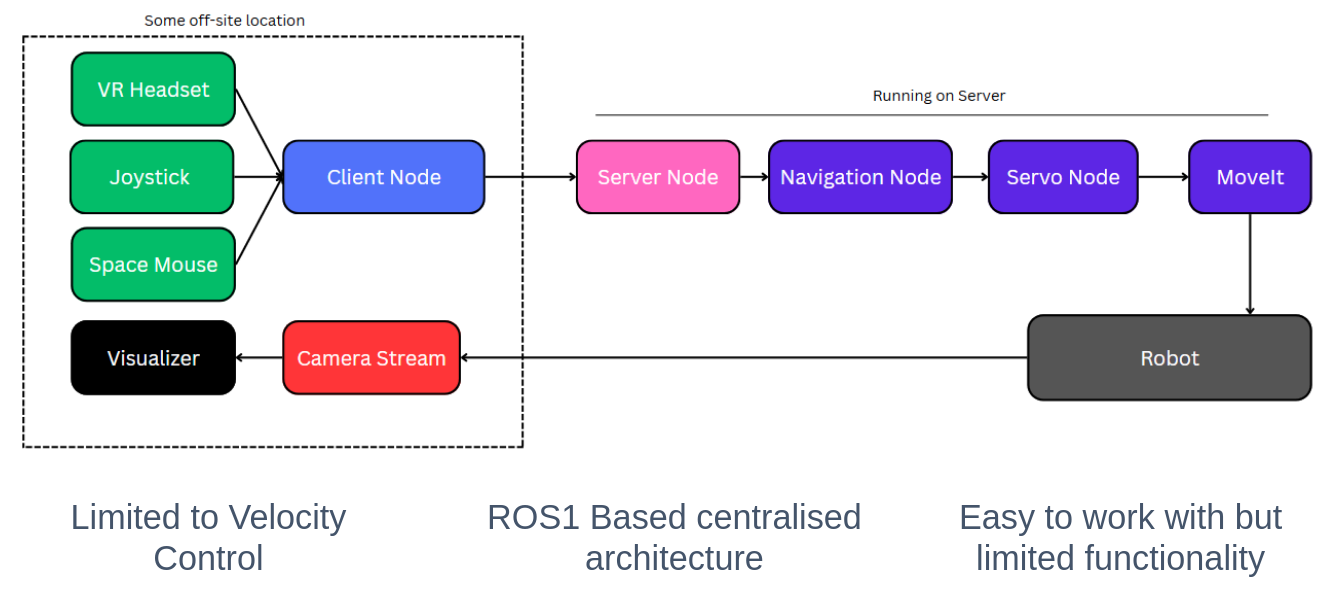 Some off-site location
VR Headset
Running on Server
Joystick
Client Node
Server Node
Navigation Node
Servo Node
MoveIt
Space Mouse
Visualizer
Camera Stream
Robot
Limited to Velocity
Control
ROS1 Based centralised
architecture
Easy to work with but
limited functionality